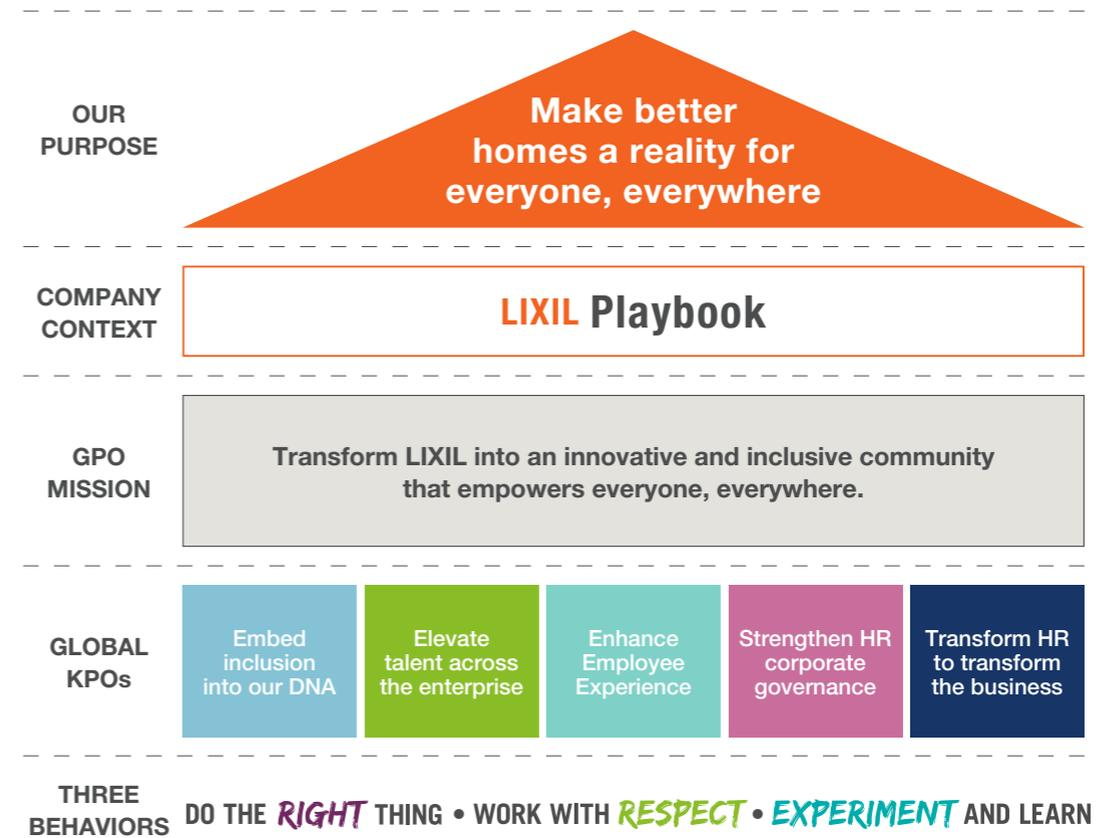 OUR
PURPOSE
Make better
homes a reality for
everyone, everywhere
COMPANY
CONTEXT
LIXIL Playbook
GPO
MISSION
Transform LIXIL into an innovative and inclusive community
that empowers everyone, everywhere.
GLOBAL
KPOs
Embed
inclusion
into our DNA
Elevate
talent across
the enterprise
Enhance
Employee
Experience
Strengthen HR
corporate
governance
Transform HR
to transform
the business
THREE
BEHAVIORS
DO THE RIGHT THING • WORK WITH RESPECT • EXPERIMENT AND LEARN